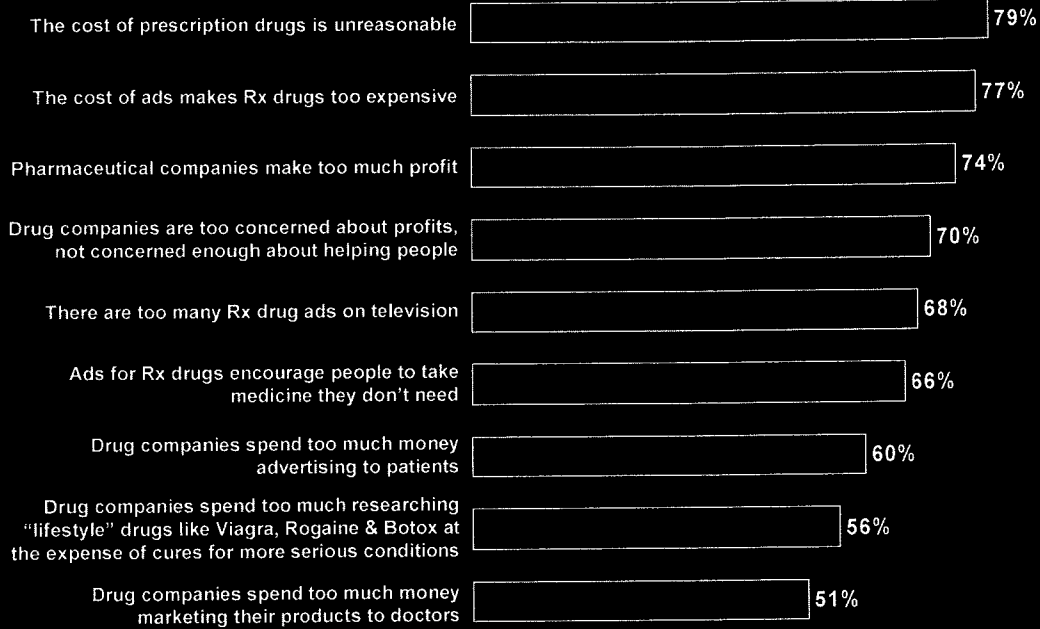 The cost of prescription drugs is unreasonable 79%
The cost of ads makes Rx drugs too expensive 77%
Pharmaceutical companies make too much profit 74%
Drug companies are too concerned about profits,
not concerned enough about helping people 70%
There are too many Rx drug ads on television 68%
Ads for Rx drugs encourage people to take
medicine they don't need 66%
Drug companies spend too much money
advertising to patients 60%
Drug companies spend too much researching
"lifestyle" drugs like Viagra, Rogaine & Botox at
the expense of cures for more serious conditions 56%
Drug companies spend too much money
marketing their products to doctors 51%